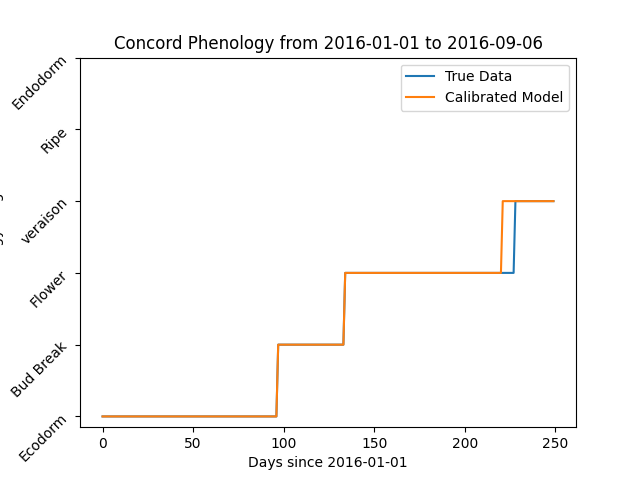 Concord Phenology from 2016-01-01 to 2016-09-06
True Data
Calibrated Model
Endodorm
Ripe
veraison
Flower
Bud Break
Ecodorm
0 50 100 150 200 250
Days since 2016-01-01